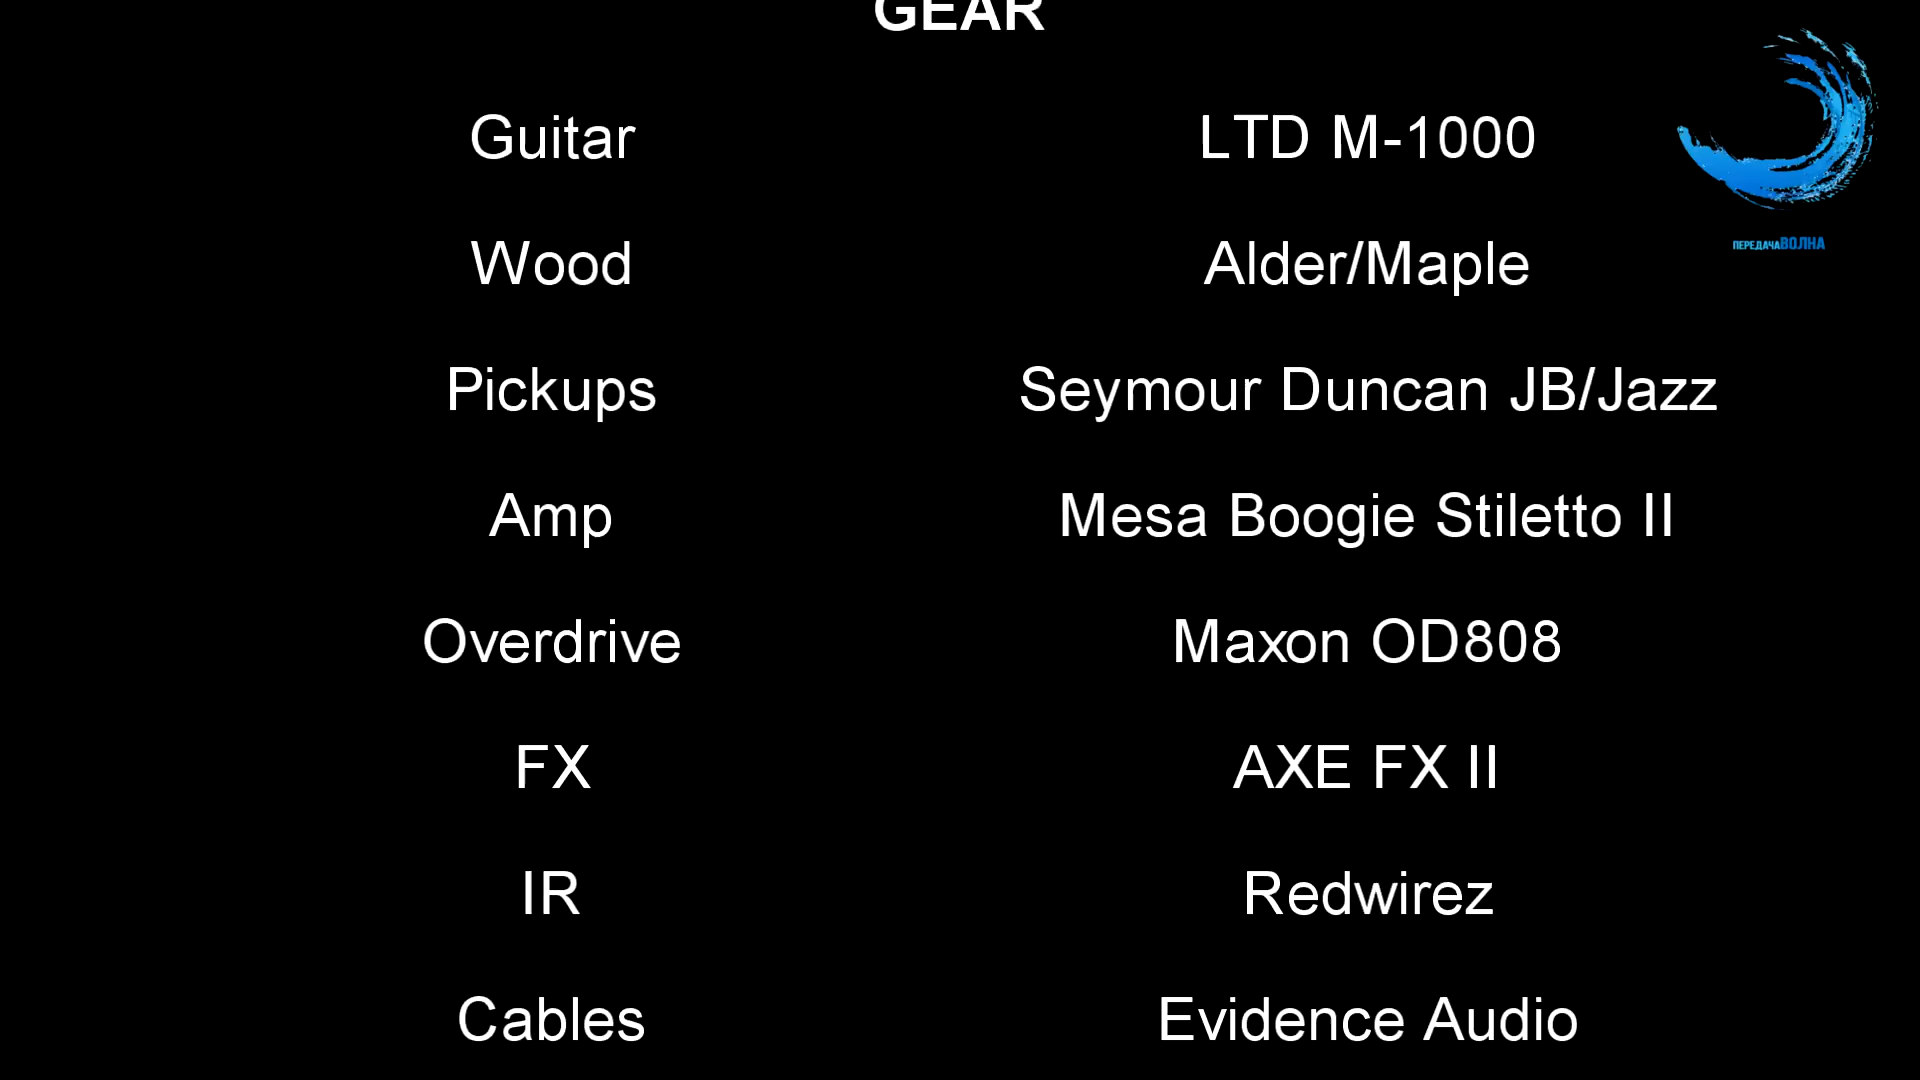 GEAR
Guitar LTD M-1000
ПЕРЕДАЧАВОЛНА
Wood Alder/Maple
Pickups Seymour Duncan JB/Jazz
Amp Mesa Boogie Stiletto II
Overdrive Maxon OD808
FX AXE FX II
IR Redwirez
Cables Evidence Audio